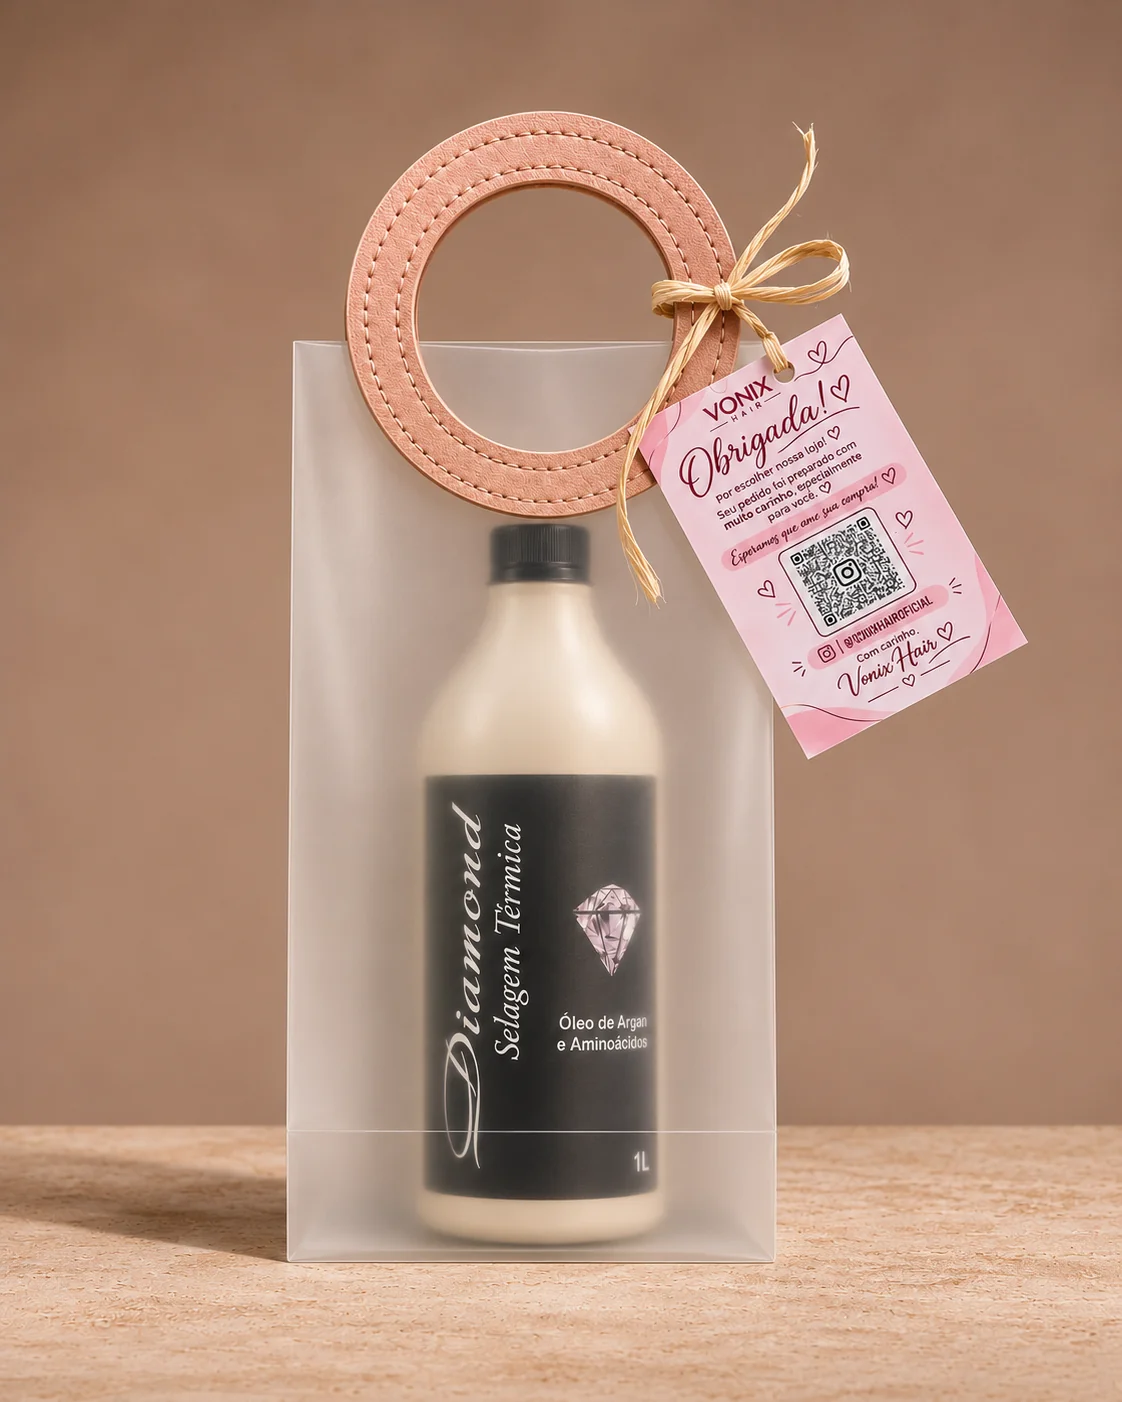 VONIX
HAIR
Obrigada!
Por escolher nossa loja!
Seu pedido foi preparado com
muito carinho, especialmente
para você.
Esperamos que ame sua compra!
Com carinho,
Vonix Hair
Diamond
Selagem Térmica
Óleo de Argan
e Aminoácidos
1L